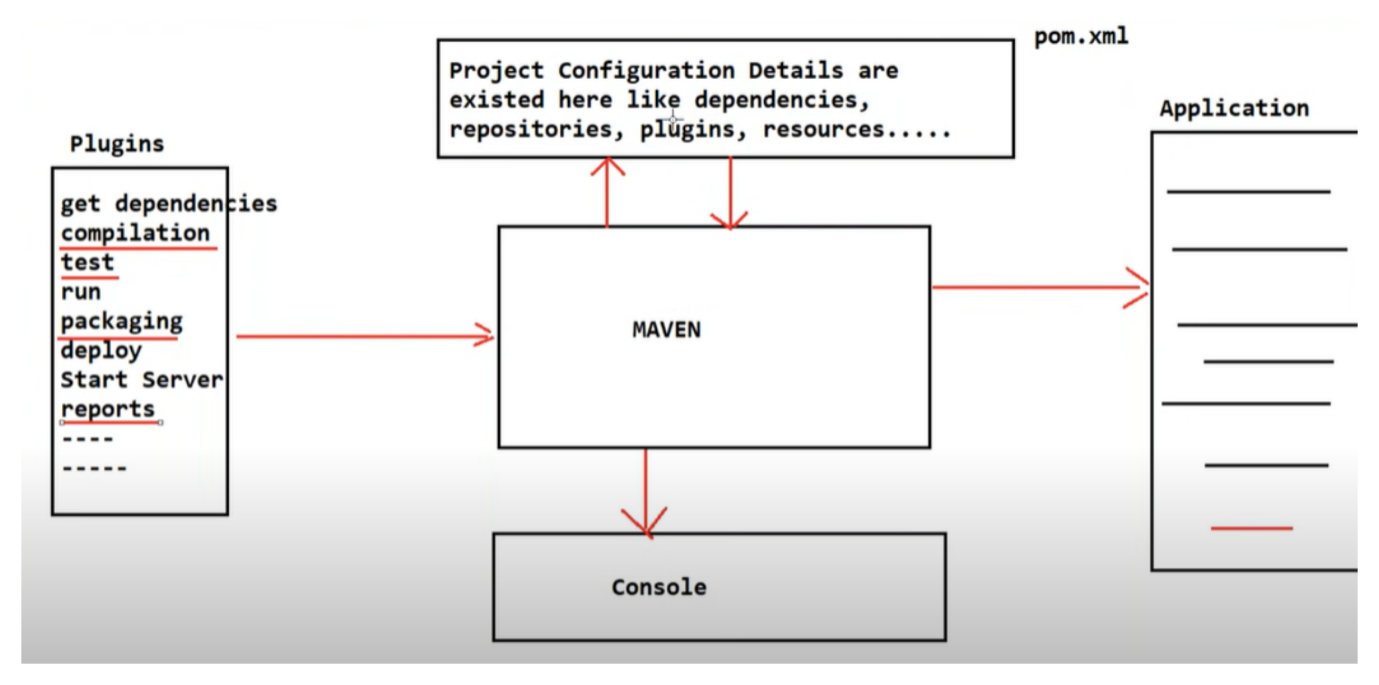 pom.xml
Project Configuration Details are
existed here like dependencies,
repositories, plugins, resources.....
Application
Plugins
get dependencies
compilation
test
run
packaging
deploy
Start Server
reports
----
-----
MAVEN
Console